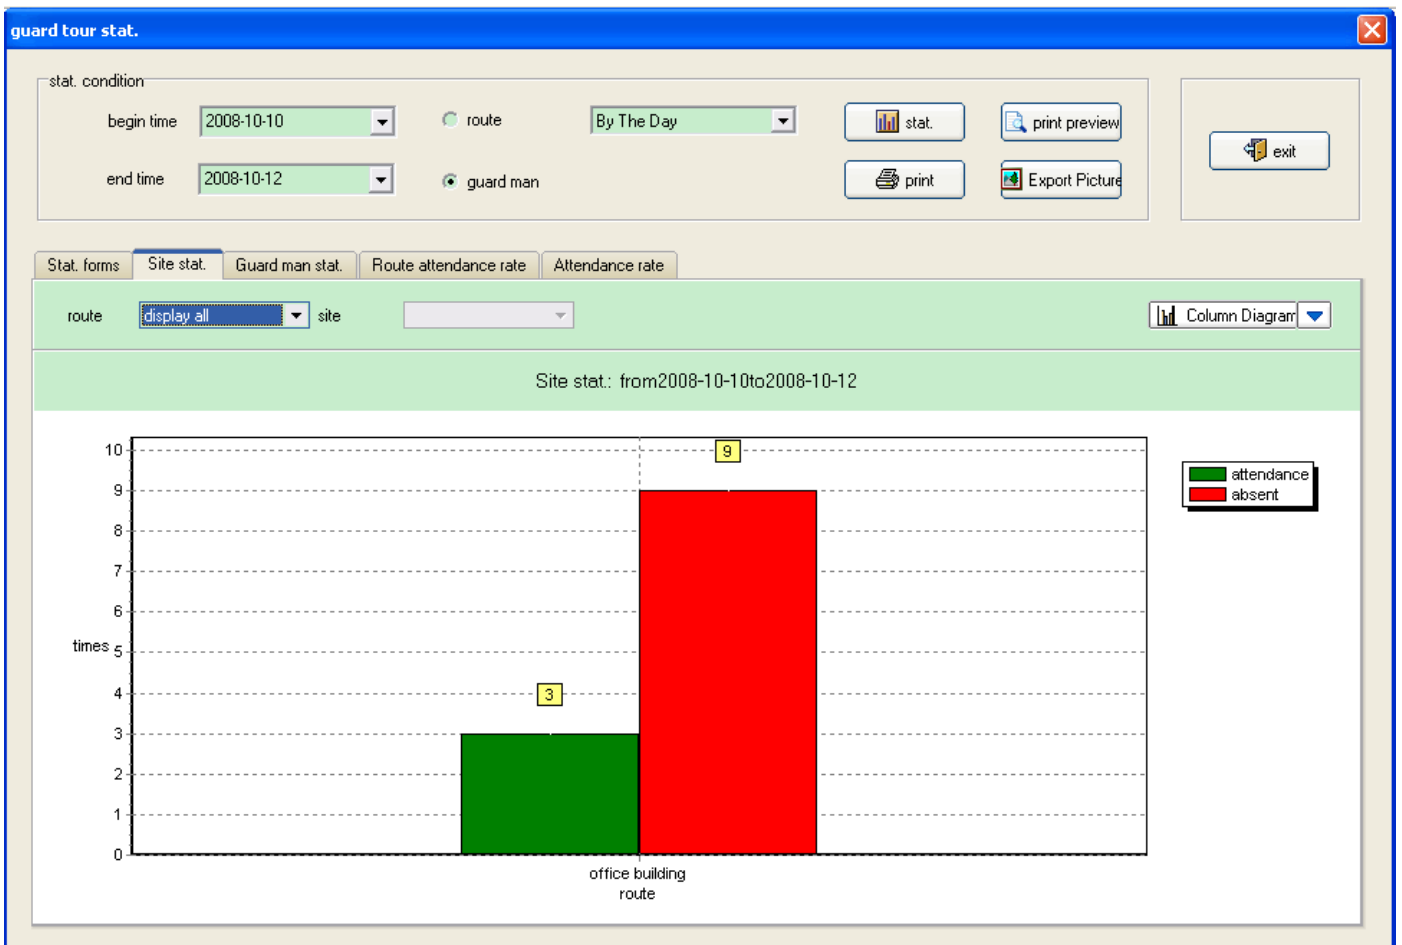 guard tour stat.
stat. condition
begin time 2008-10-10 route By The Day stat. print preview
exit
end time 2008-10-12 guard man print Export Picture
Stat. forms Site stat. Guard man stat. Route attendance rate Attendance rate
route display all site Column Diagram
Site stat.: from2008-10-10to2008-10-12
10
9
attendance
9
absent
8
7
6
times 5
4
3
3
2
1
0
office building
route